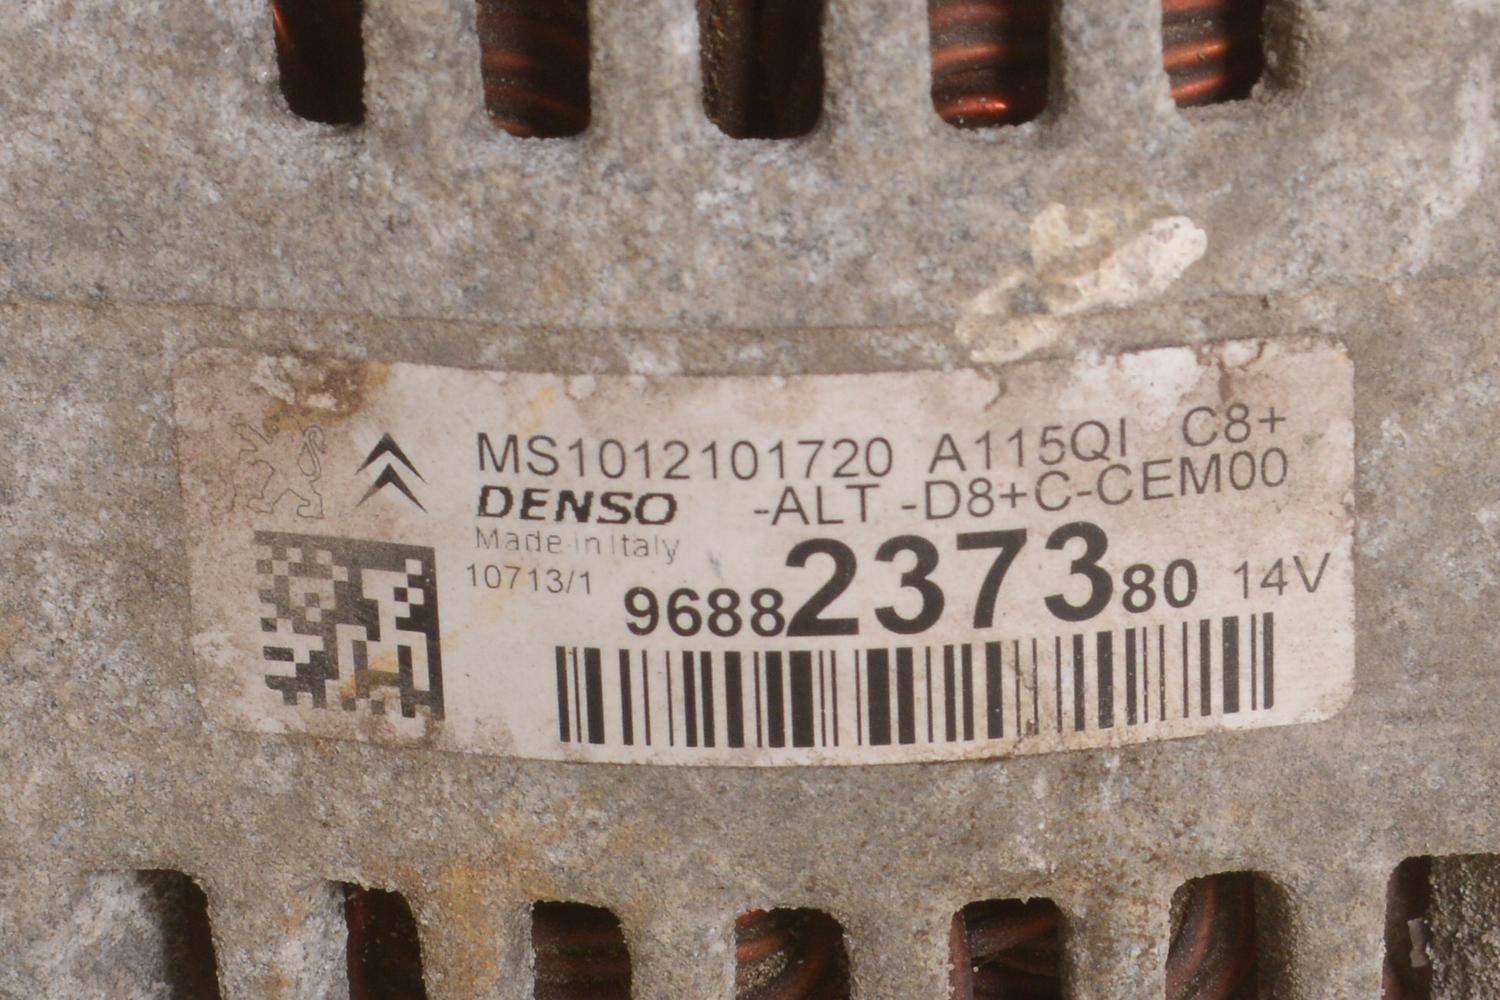 MS1012101720 A115QI C8+
DENSO -ALT -D8+C-CEM00
Made in Italy
10713/1 9688237380 14V